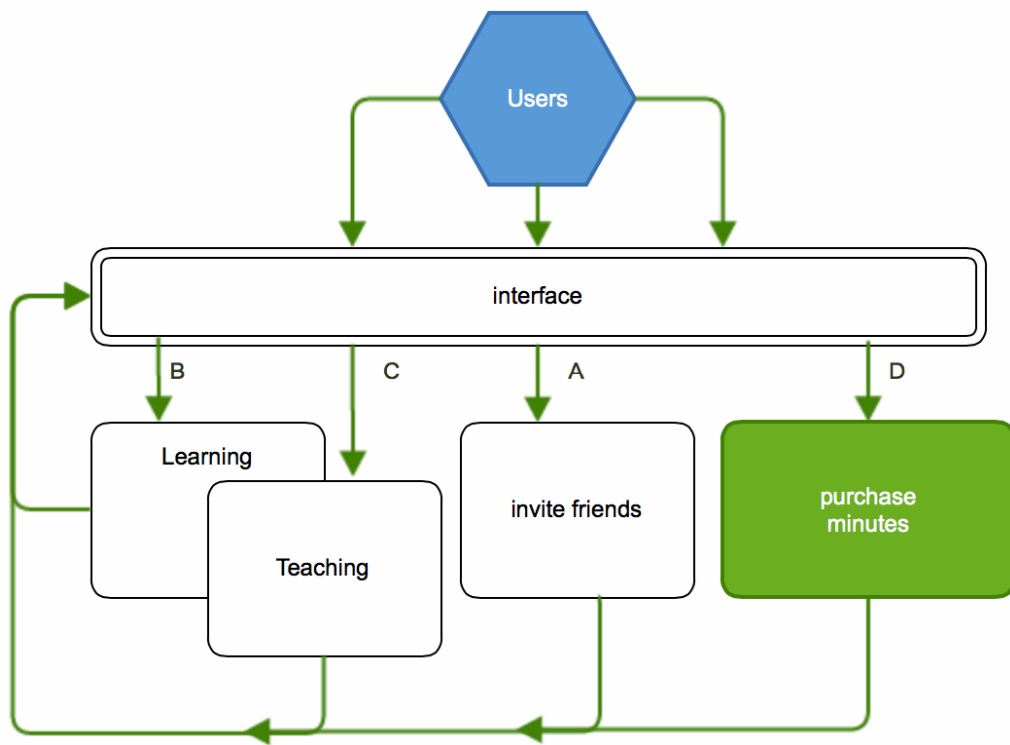 Users
interface
B
C
A
D
Learning
Teaching
invite friends
purchase
minutes